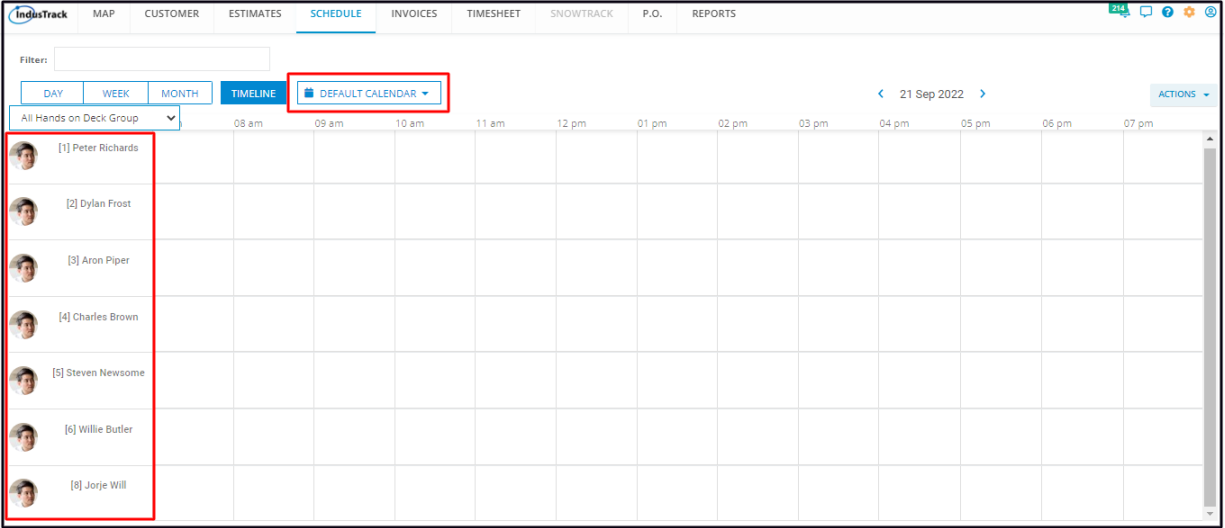 IndusTrack MAP CUSTOMER ESTIMATES SCHEDULE INVOICES TIMESHEET SNOWTRACK P.O. REPORTS 214
Filter:
DAY WEEK MONTH TIMELINE DEFAULT CALENDAR 21 Sep 2022 ACTIONS
All Hands on Deck Group 08 am 09 am 10 am 11 am 12 pm 01 pm 02 pm 03 pm 04 pm 05 pm 06 pm 07 pm
[1] Peter Richards
[2] Dylan Frost
[3] Aron Piper
[4] Charles Brown
[5] Steven Newsome
[6] Willie Butler
[8] Jorje Will